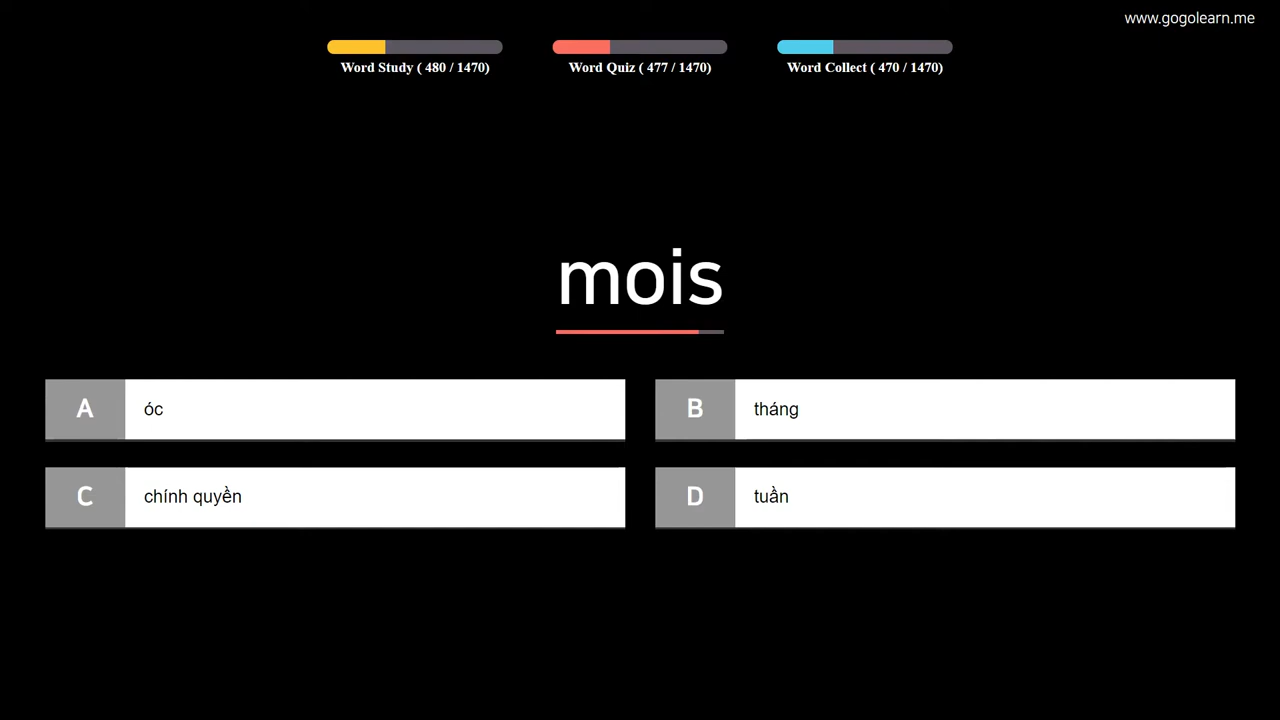 www.gogolearn.me
Word Study ( 480 / 1470)
Word Quiz ( 477 / 1470)
Word Collect ( 470 / 1470)
mois
A óc
B tháng
C chính quyền
D tuần